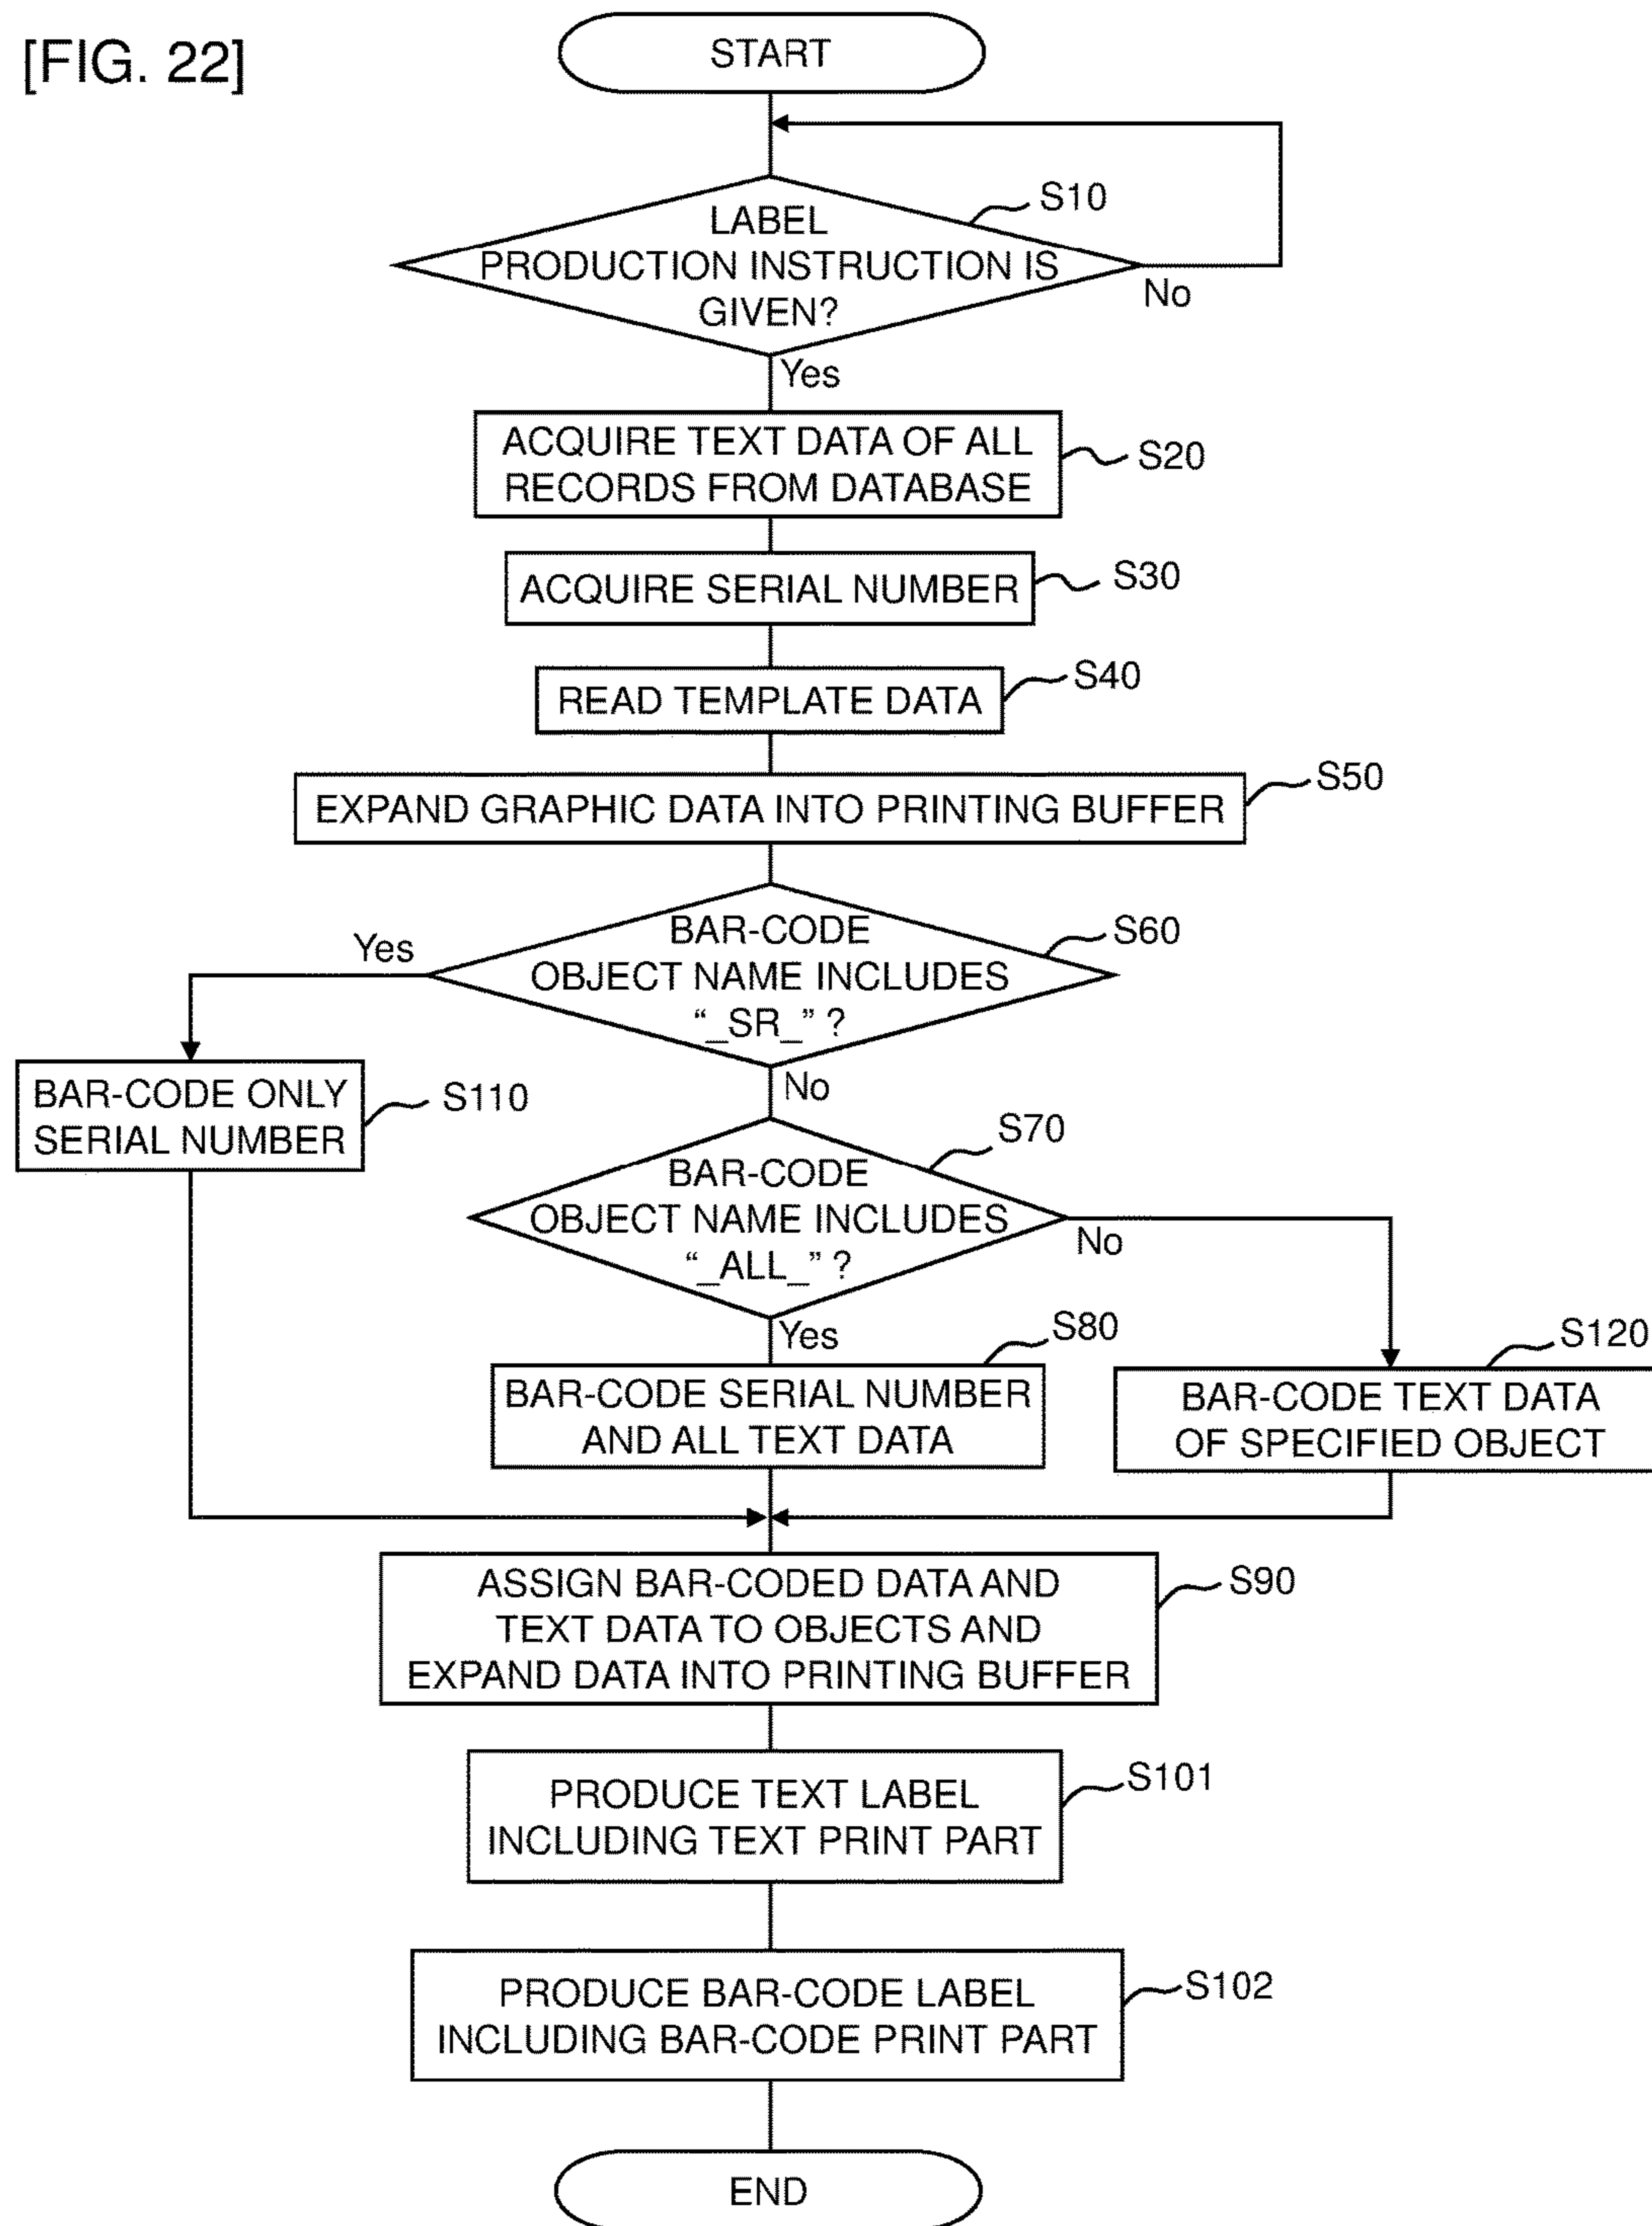 [FIG. 22]
START
S10
LABEL
PRODUCTION INSTRUCTION IS
GIVEN?
No
Yes
ACQUIRE TEXT DATA OF ALL
RECORDS FROM DATABASE
S20
ACQUIRE SERIAL NUMBER
S30
READ TEMPLATE DATA
S40
EXPAND GRAPHIC DATA INTO PRINTING BUFFER
S50
BAR-CODE
OBJECT NAME INCLUDES
“_SR_” ?
S60
Yes
No
BAR-CODE ONLY
SERIAL NUMBER
S110
S70
BAR-CODE
OBJECT NAME INCLUDES
“_ALL_” ?
No
Yes
S80
BAR-CODE SERIAL NUMBER
AND ALL TEXT DATA
S120
BAR-CODE TEXT DATA
OF SPECIFIED OBJECT
ASSIGN BAR-CODED DATA AND
TEXT DATA TO OBJECTS AND
EXPAND DATA INTO PRINTING BUFFER
S90
PRODUCE TEXT LABEL
INCLUDING TEXT PRINT PART
S101
PRODUCE BAR-CODE LABEL
INCLUDING BAR-CODE PRINT PART
S102
END